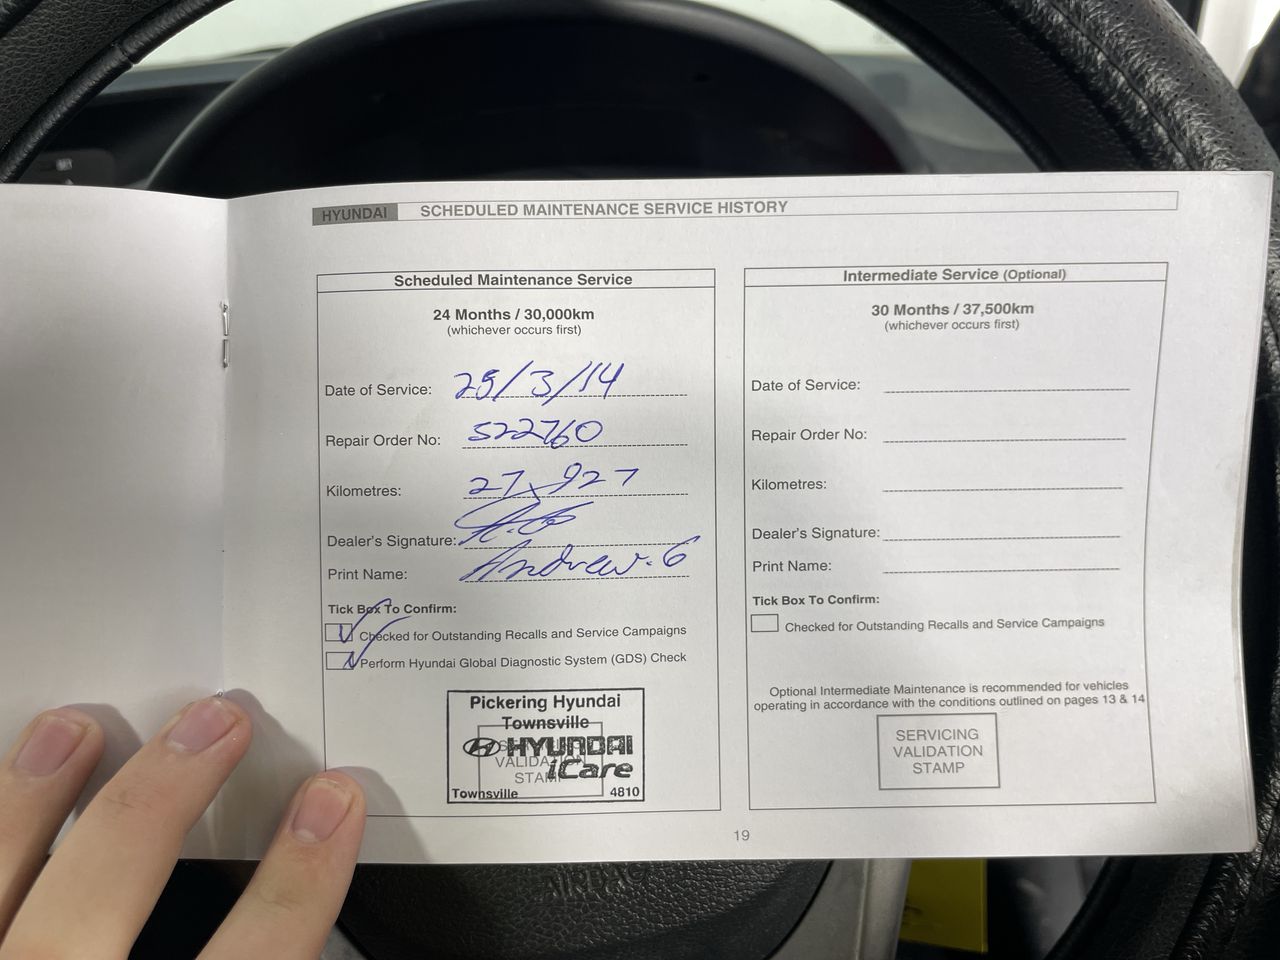 HYUNDAI SCHEDULED MAINTENANCE SERVICE HISTORY
Scheduled Maintenance Service
24 Months / 30,000km
(whichever occurs first)
Date of Service: 25/3/14
Repair Order No: 522760
Kilometres: 27,927
Dealer's Signature:
Print Name: Andrew.G
Tick Box To Confirm:
Checked for Outstanding Recalls and Service Campaigns
Perform Hyundai Global Diagnostic System (GDS) Check
Pickering Hyundai
Townsville
HYUNDAI
iCare
VALIDATION
STAMP
Townsville 4810
Intermediate Service (Optional)
30 Months / 37,500km
(whichever occurs first)
Date of Service:
Repair Order No:
Kilometres:
Dealer's Signature:
Print Name:
Tick Box To Confirm:
Checked for Outstanding Recalls and Service Campaigns
Optional Intermediate Maintenance is recommended for vehicles
operating in accordance with the conditions outlined on pages 13 & 14
SERVICING
VALIDATION
STAMP
19
AIRBAG